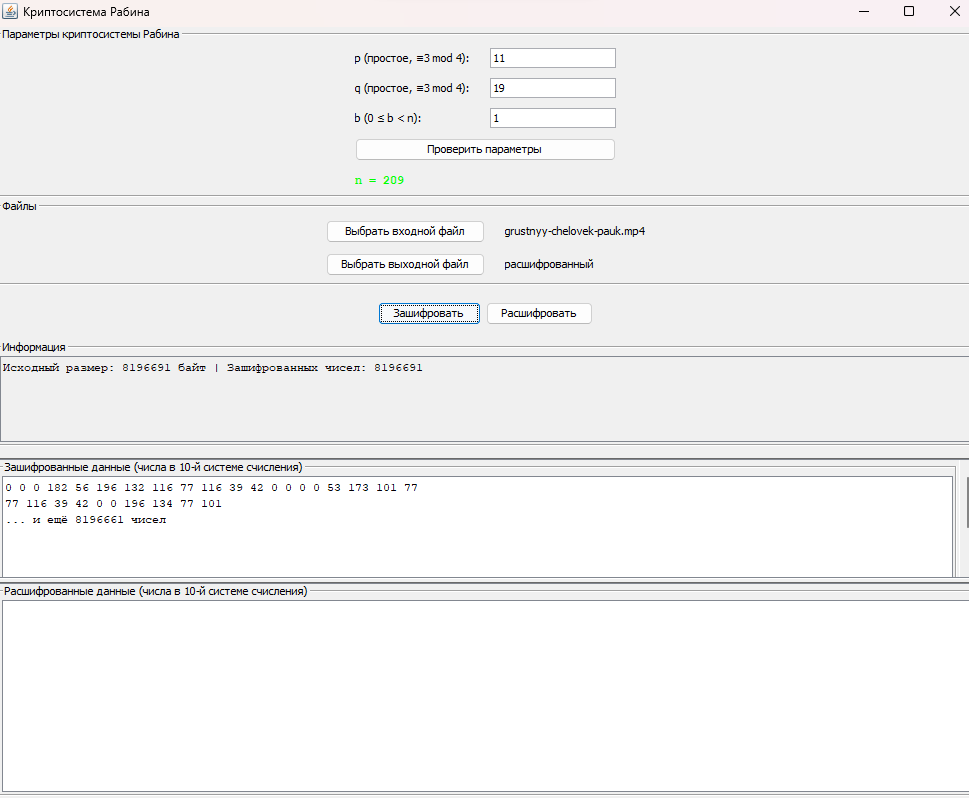 Криптосистема Рабина
Параметры криптосистемы Рабина
p (простое, ≡3 mod 4): 11
q (простое, ≡3 mod 4): 19
b (0 ≤ b < n): 1
Проверить параметры
n = 209
Файлы
Выбрать входной файл grustnyy-chelovek-pauk.mp4
Выбрать выходной файл расшифрованный
Зашифровать Расшифровать
Информация
Исходный размер: 8196691 байт | Зашифрованных чисел: 8196691
Зашифрованные данные (числа в 10-й системе счисления)
0 0 0 182 56 196 132 116 77 116 39 42 0 0 0 0 53 173 101 77
77 116 39 42 0 0 196 134 77 101
... и ещё 8196661 чисел
Расшифрованные данные (числа в 10-й системе счисления)